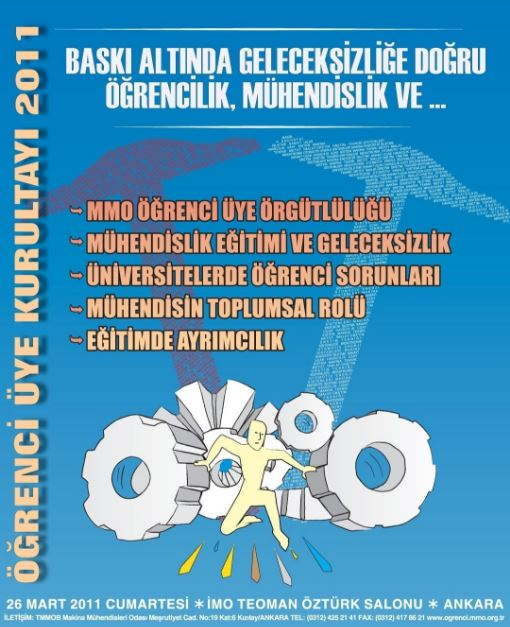 BASKI ALTINDA GELECEKSİZLİĞE DOĞRU
ÖĞRENCİLİK, MÜHENDİSLİK VE ...
ÖĞRENCİ ÜYE KURULTAYI 2011
MMO ÖĞRENCİ ÜYE ÖRGÜTLÜLÜĞÜ
MÜHENDİSLİK EĞİTİMİ VE GELECEKSİZLİK
ÜNİVERSİTELERDE ÖĞRENCİ SORUNLARI
MÜHENDİSİN TOPLUMSAL ROLÜ
EĞİTİMDE AYRIMCILIK
26 MART 2011 CUMARTESİ * İMO TEOMAN ÖZTÜRK SALONU * ANKARA
İLETİŞİM: TMMOB Makina Mühendisleri Odası Meşrutiyet Cad. No:19 Kat:6 Kızılay/ANKARA TEL: (0312) 425 21 41 FAX: (0312) 417 86 21 www.ogrenci.mmo.org.tr